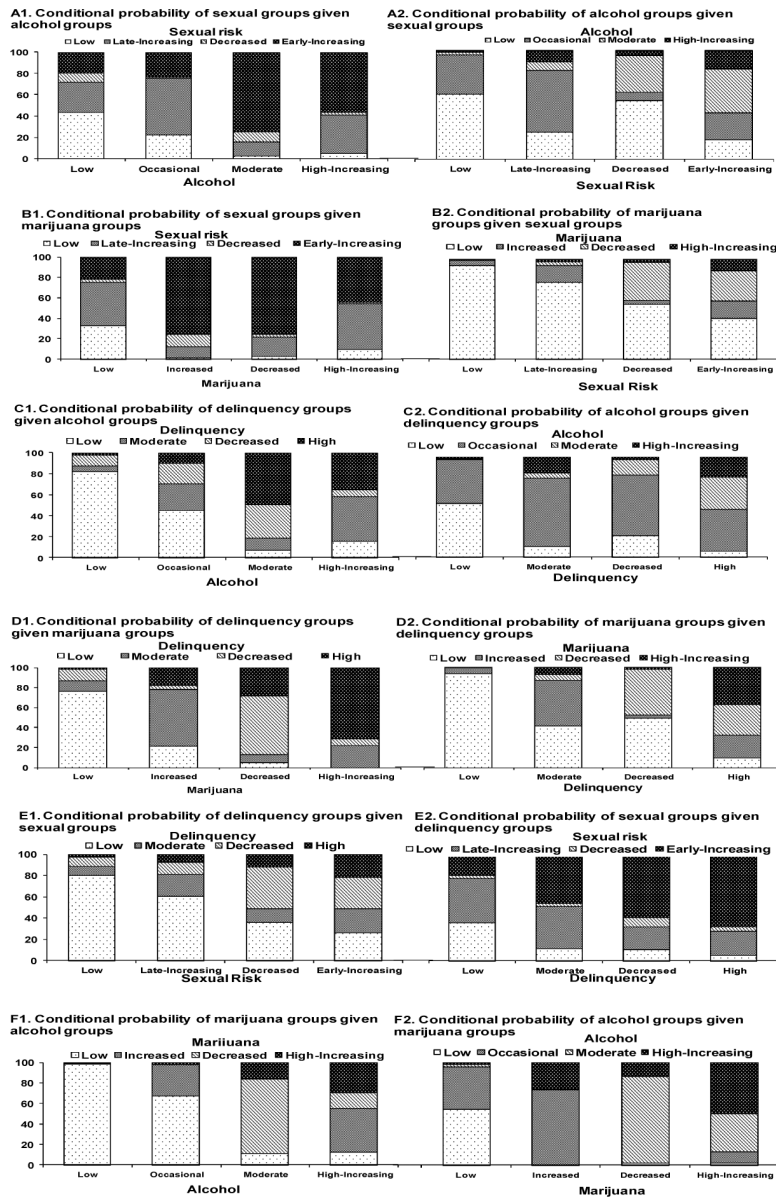 A1. Conditional probability of sexual groups given
alcohol groups
Sexual risk
Low Late-Increasing Decreased Early-Increasing
100
80
60
40
20
0
Low Occasional Moderate High-Increasing
Alcohol
A2. Conditional probability of alcohol groups given
sexual groups
Alcohol
Low Occasional Moderate High-Increasing
100
80
60
40
20
0
Low Late-Increasing Decreased Early-Increasing
Sexual Risk
B1. Conditional probability of sexual groups given
marijuana groups
Sexual risk
Low Late-Increasing Decreased Early-Increasing
100
80
60
40
20
0
Low Increased Decreased High-Increasing
Marijuana
B2. Conditional probability of marijuana
groups given sexual groups
Marijuana
Low Increased Decreased High-Increasing
100
80
60
40
20
0
Low Late-Increasing Decreased Early-Increasing
Sexual Risk
C1. Conditional probability of delinquency groups
given alcohol groups
Delinquency
Low Moderate Decreased High
100
80
60
40
20
0
Low Occasional Moderate High-Increasing
Alcohol
C2. Conditional probability of alcohol groups given
delinquency groups
Alcohol
Low Occasional Moderate High-Increasing
100
80
60
40
20
0
Low Moderate Decreased High
Delinquency
D1. Conditional probability of delinquency groups
given marijuana groups
Delinquency
Low Moderate Decreased High
100
80
60
40
20
0
Low Increased Decreased High-Increasing
Marijuana
D2. Conditional probability of marijuana groups given
delinquency groups
Marijuana
Low Increased Decreased High-Increasing
100
80
60
40
20
0
Low Moderate Decreased High
Delinquency
E1. Conditional probability of delinquency groups given
sexual groups
Delinquency
Low Moderate Decreased High
100
80
60
40
20
0
Low Late-Increasing Decreased Early-Increasing
Sexual Risk
E2. Conditional probability of sexual groups given
delinquency groups
Sexual risk
Low Late-Increasing Decreased Early-Increasing
100
80
60
40
20
0
Low Moderate Decreased High
Delinquency
F1. Conditional probability of marijuana groups given
alcohol groups
Mariiuana
Low Increased Decreased High-Increasing
100
80
60
40
20
0
Low Occasional Moderate High-Increasing
Alcohol
F2. Conditional probability of alcohol groups given
marijuana groups
Alcohol
Low Occasional Moderate High-Increasing
100
80
60
40
20
0
Low Increased Decreased High-Increasing
Marijuana